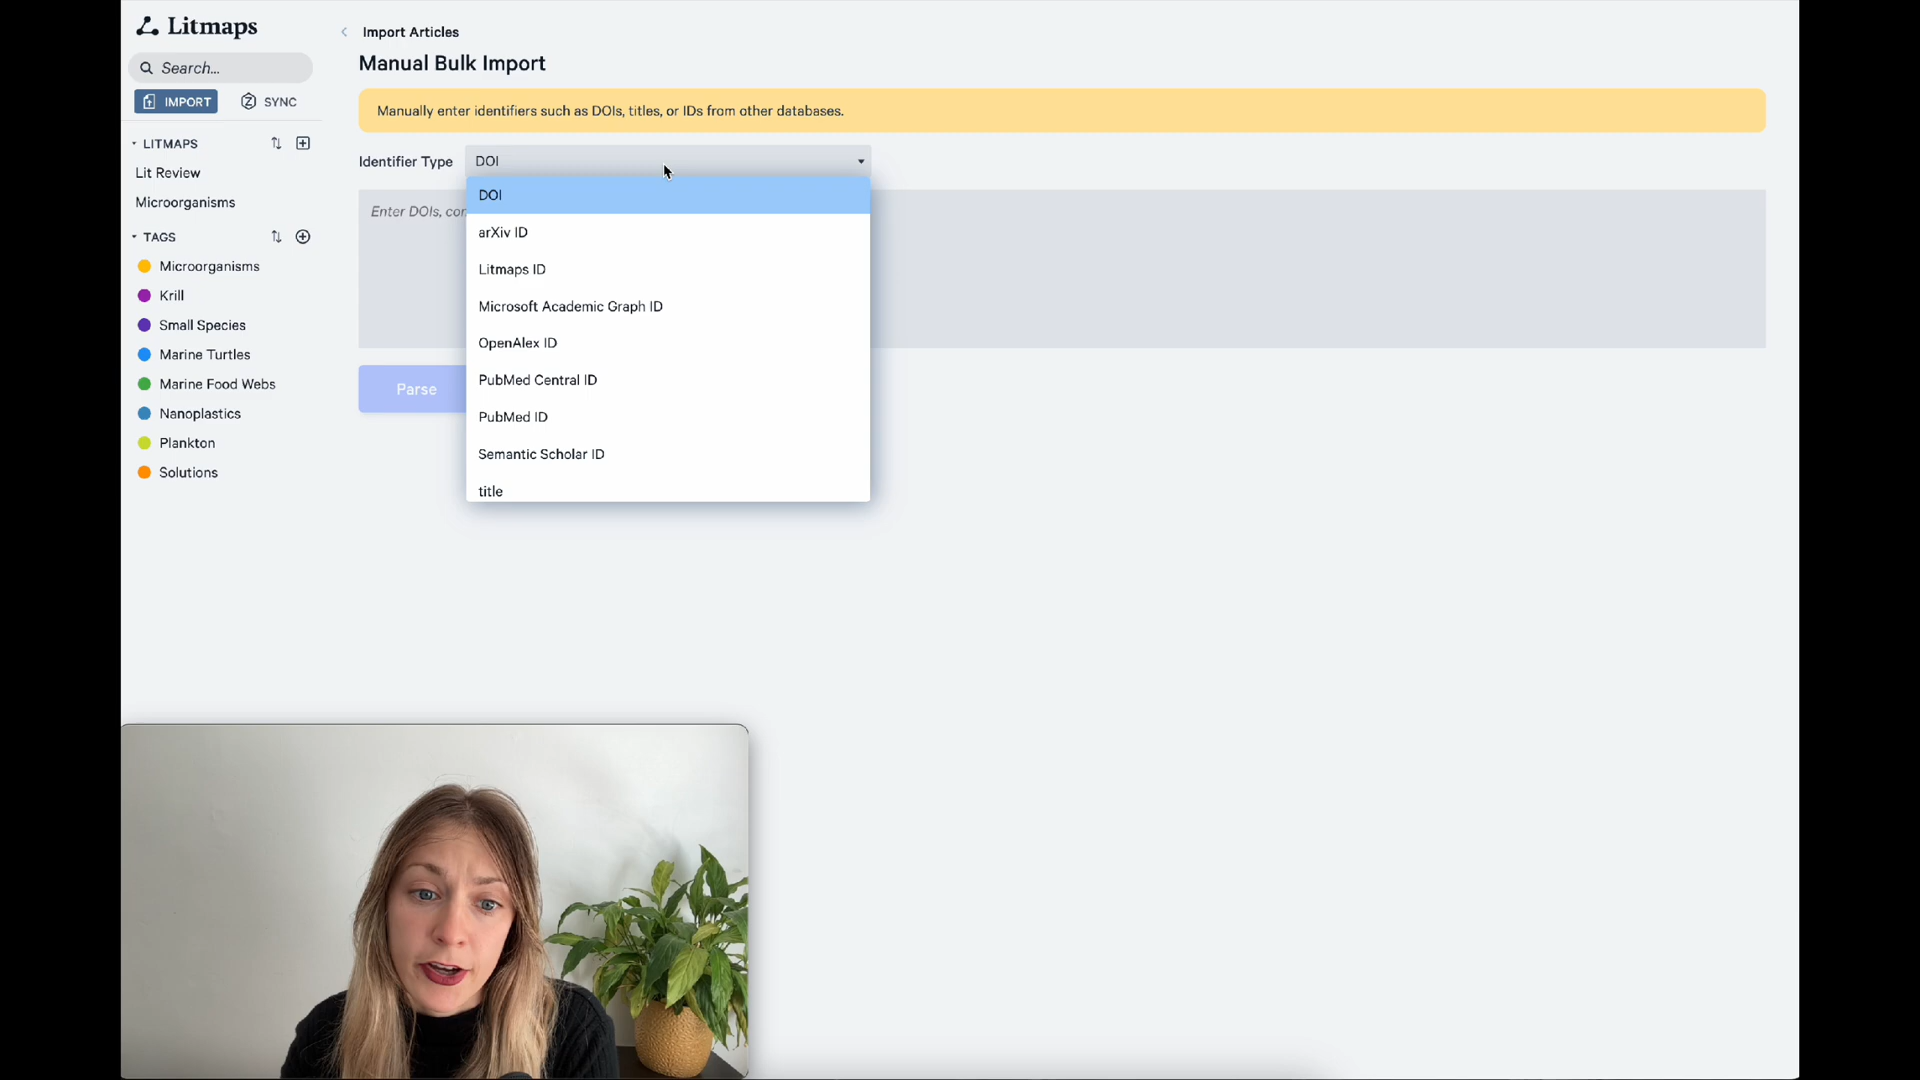 Litmaps
Search...
IMPORT
SYNC
LITMAPS
Lit Review
Microorganisms
TAGS
Microorganisms
Krill
Small Species
Marine Turtles
Marine Food Webs
Nanoplastics
Plankton
Solutions
Import Articles
Manual Bulk Import
Manually enter identifiers such as DOIs, titles, or IDs from other databases.
Identifier Type
DOI
Enter DOIs,
DOI
arXiv ID
Litmaps ID
Microsoft Academic Graph ID
OpenAlex ID
PubMed Central ID
PubMed ID
Semantic Scholar ID
title
Parse